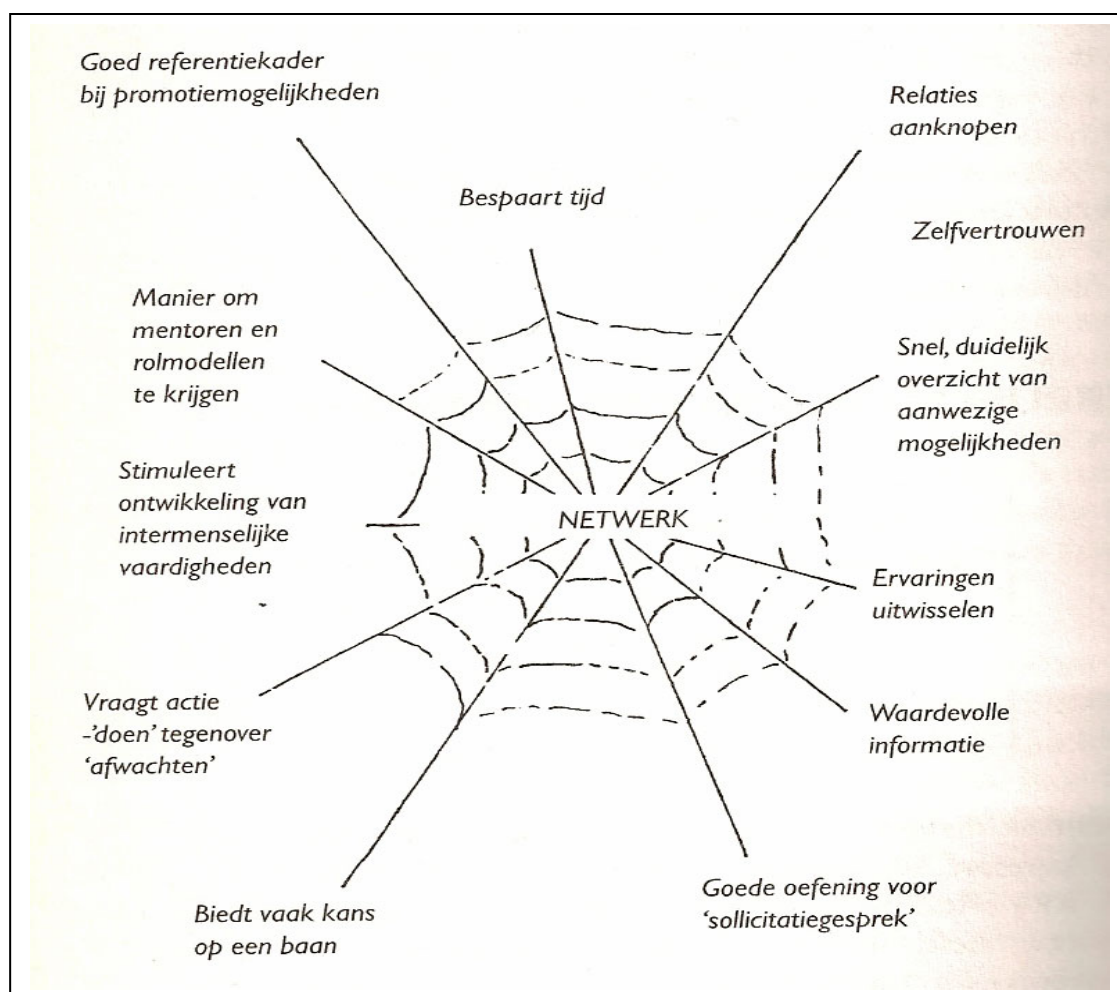 Goed referentiekader
bij promotiemogelijkheden
Relaties
aanknopen
Bespaart tijd
Zelfvertrouwen
Manier om
mentoren en
rolmodellen
te krijgen
Snel, duidelijk
overzicht van
aanwezige
mogelijkheden
Stimuleert
ontwikkeling van
intermenselijke
vaardigheden
NETWERK
Ervaringen
uitwisselen
Vraagt actie
-'doen' tegenover
‘afwachten’
Waardevolle
informatie
Biedt vaak kans
op een baan
Goede oefening voor
‘sollicitatiegesprek’